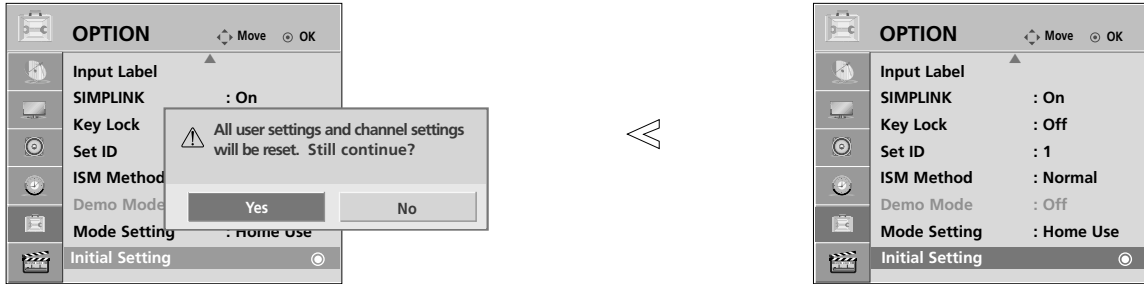 OPTION Move OK
Input Label
SIMPLINK : On
Key Lock
Set ID
ISM Method
Demo Mode
Mode Setting : Home Use
Initial Setting
All user settings and channel settings
will be reset. Still continue?
Yes No
OPTION Move OK
Input Label
SIMPLINK : On
Key Lock : Off
Set ID : 1
ISM Method : Normal
Demo Mode : Off
Mode Setting : Home Use
Initial Setting